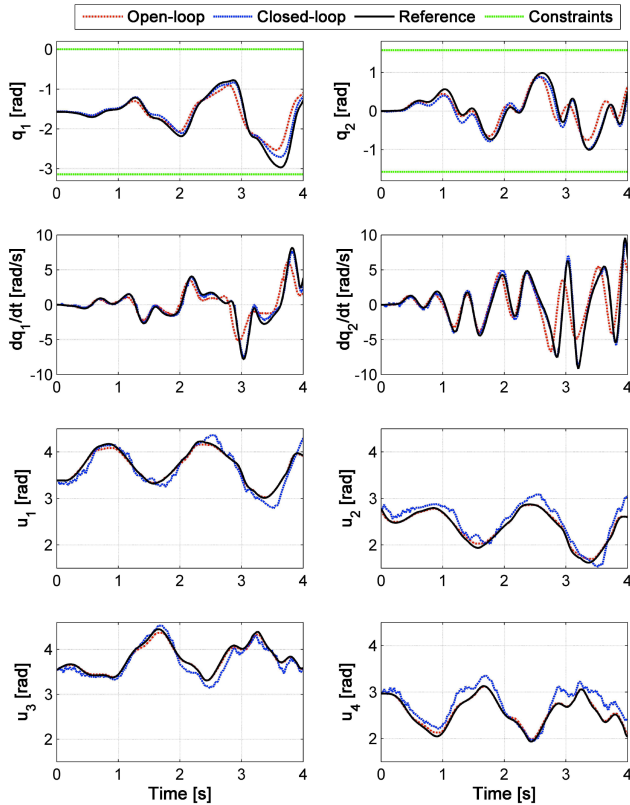 Open-loop Closed-loop Reference Constraints
0
-1
-2
-3
0 1 2 3 4
q1 [rad]
1
0
-1
0 1 2 3 4
q2 [rad]
10
5
0
-5
-10
0 1 2 3 4
dq1/dt [rad/s]
10
5
0
-5
-10
0 1 2 3 4
dq2/dt [rad/s]
4
3
2
0 1 2 3 4
u1 [rad]
4
3
2
0 1 2 3 4
u2 [rad]
4
3
2
0 1 2 3 4
u3 [rad]
Time [s]
4
3
2
0 1 2 3 4
u4 [rad]
Time [s]